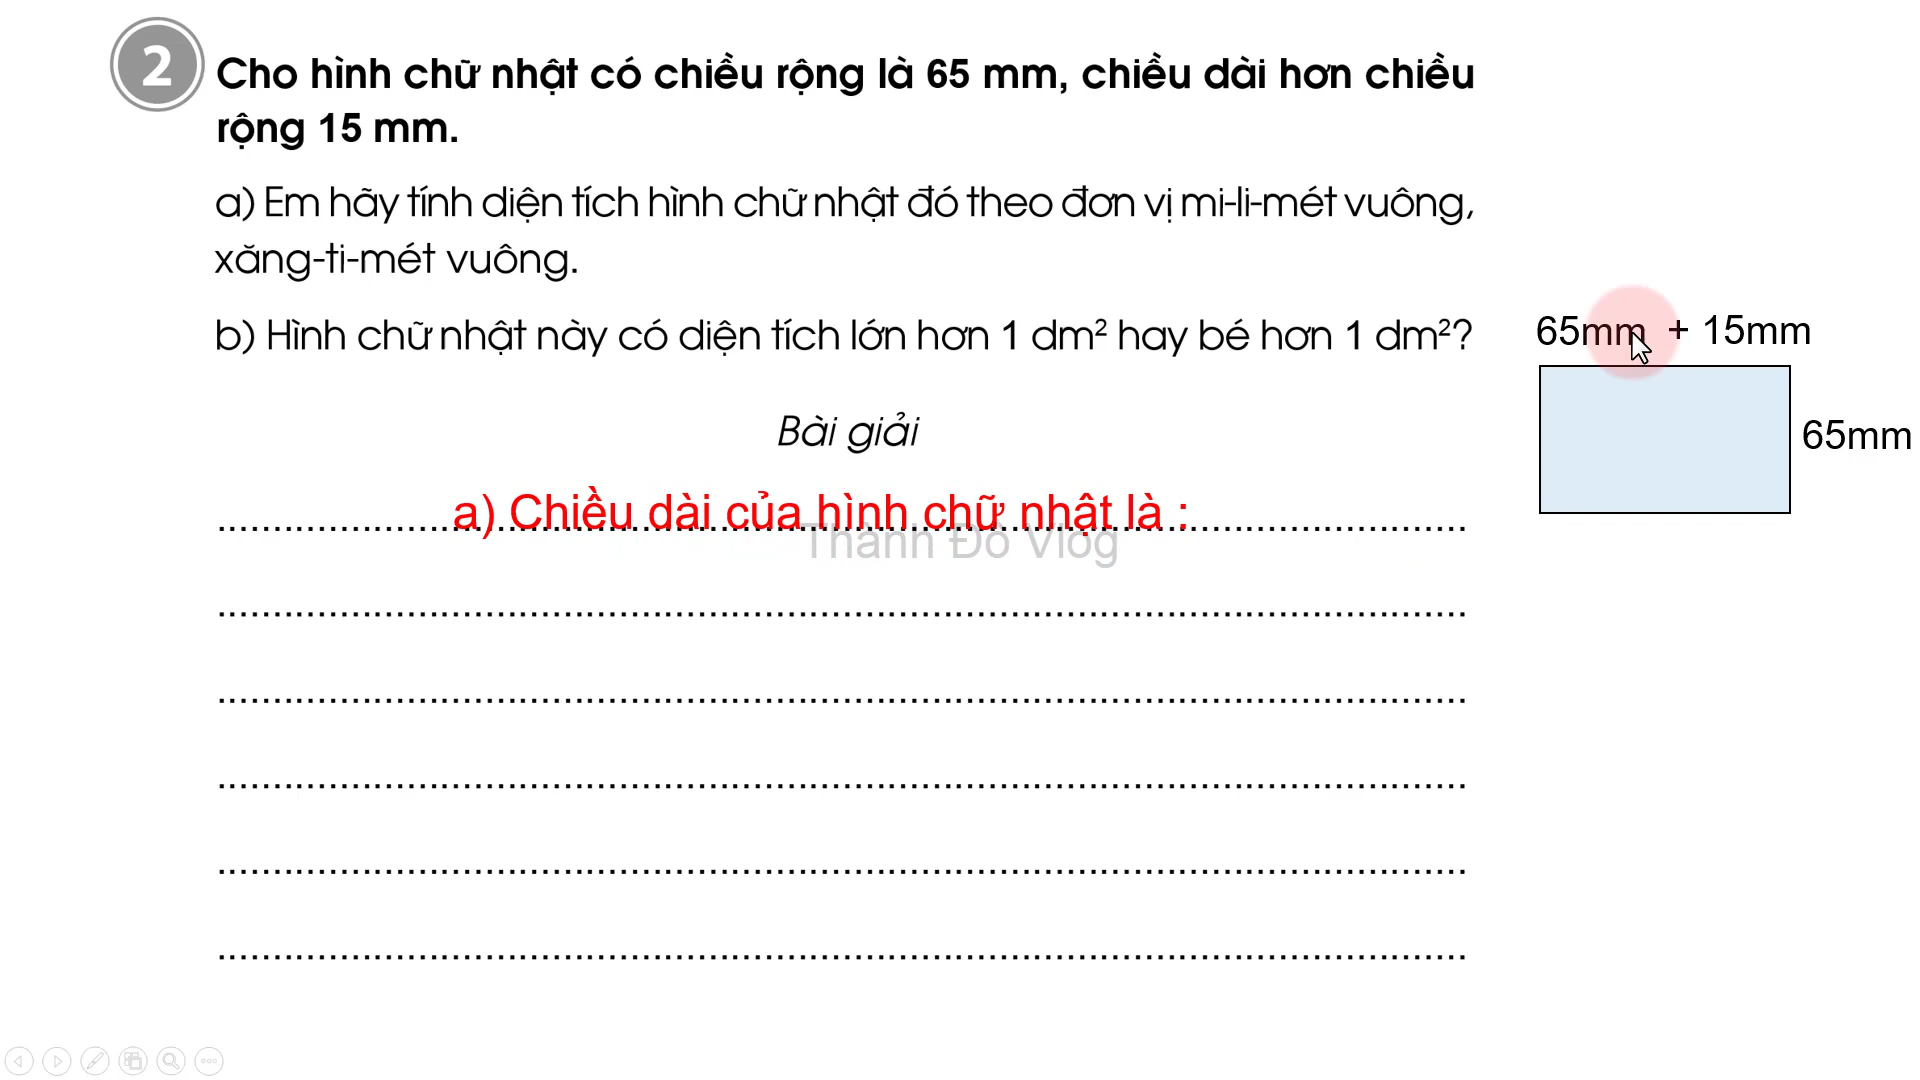 2
Cho hình chữ nhật có chiều rộng là 65 mm, chiều dài hơn chiều
rộng 15 mm.
a) Em hãy tính diện tích hình chữ nhật đó theo đơn vị mi-li-mét vuông,
xăng-ti-mét vuông.
b) Hình chữ nhật này có diện tích lớn hơn 1 dm² hay bé hơn 1 dm²?
65mm + 15mm
65mm
Bài giải
a) Chiều dài của hình chữ nhật là :
Thành Đô Vlog